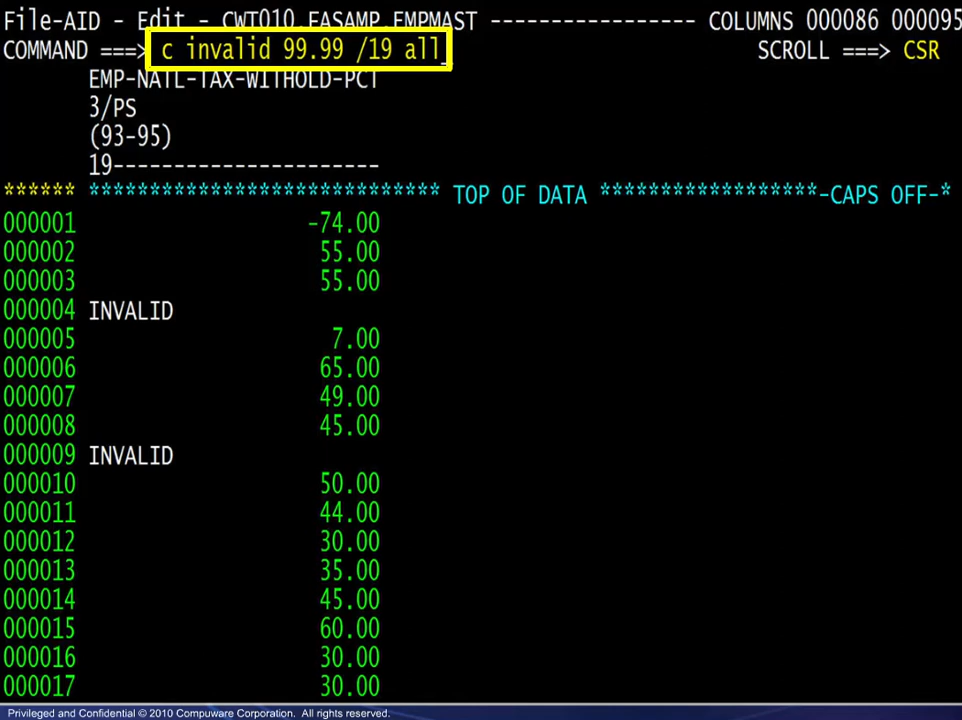 File-AID - Edit - CWT010.FASAMP.EMPMAST ----------------- COLUMNS 000086 000095
COMMAND ===> c invalid 99.99 /19 all_ SCROLL ===> CSR
EMP-NATL-TAX-WITHOLD-PCT
3/PS
(93-95)
19----------------------
****** ***************************** TOP OF DATA ******************-CAPS OFF-*
000001 -74.00
000002 55.00
000003 55.00
000004 INVALID
000005 7.00
000006 65.00
000007 49.00
000008 45.00
000009 INVALID
000010 50.00
000011 44.00
000012 30.00
000013 35.00
000014 45.00
000015 60.00
000016 30.00
000017 30.00
Privileged and Confidential © 2010 Compuware Corporation. All rights reserved.